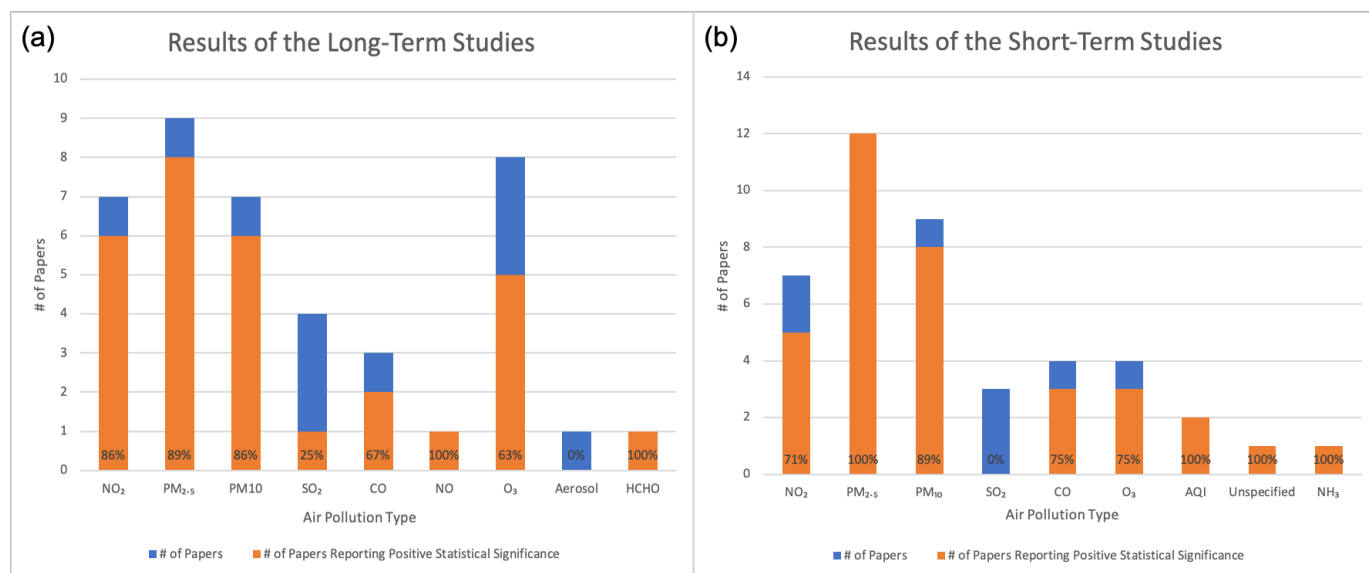 (a)
Results of the Long-Term Studies
10
9
8
7
6
5
4
3
2
1
0
# of Papers
86% 89% 86% 25% 67% 100% 63% 0% 100%
NO₂ PM₂.₅ PM10 SO₂ CO NO O₃ Aerosol HCHO
Air Pollution Type
# of Papers # of Papers Reporting Positive Statistical Significance
(b)
Results of the Short-Term Studies
14
12
10
8
6
4
2
0
# of Papers
71% 100% 89% 0% 75% 75% 100% 100% 100%
NO₂ PM₂.₅ PM₁₀ SO₂ CO O₃ AQI Unspecified NH₃
Air Pollution Type
# of Papers # of Papers Reporting Positive Statistical Significance